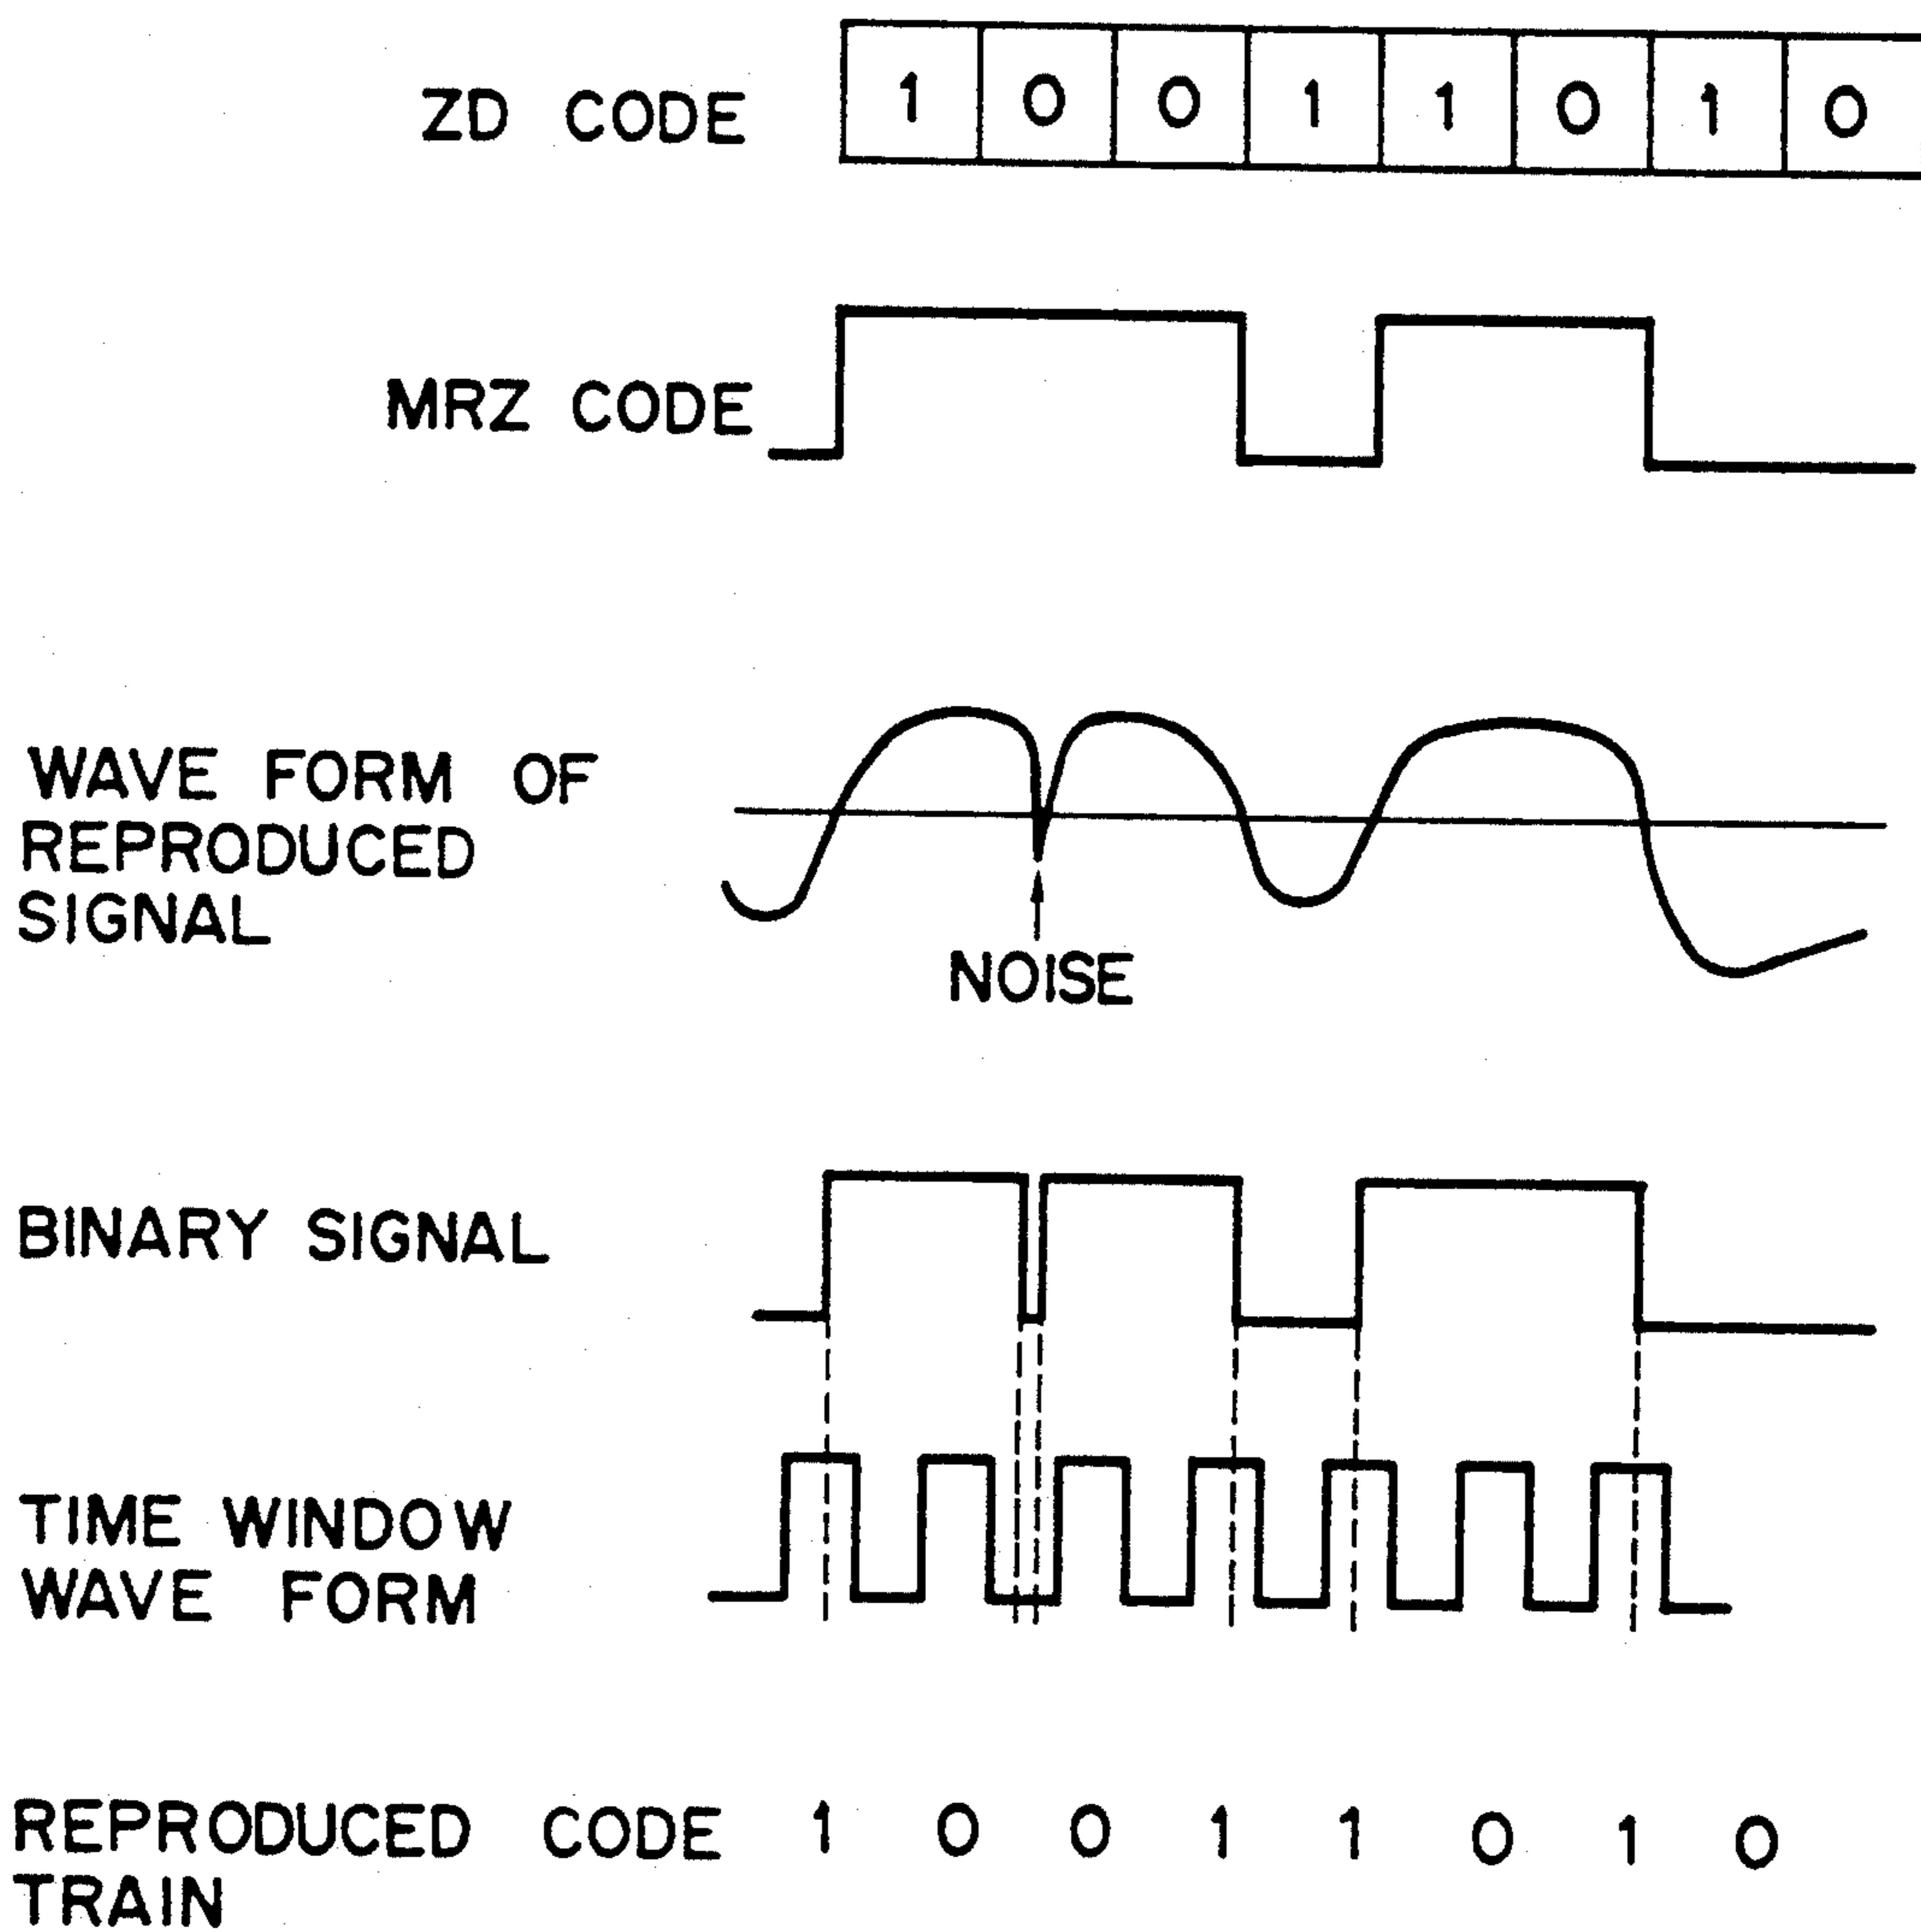 ZD CODE 1 0 0 1 1 0 1 0
MRZ CODE
WAVE FORM OF
REPRODUCED
SIGNAL
NOISE
BINARY SIGNAL
TIME WINDOW
WAVE FORM
REPRODUCED CODE 1 0 0 1 1 0 1 0
TRAIN